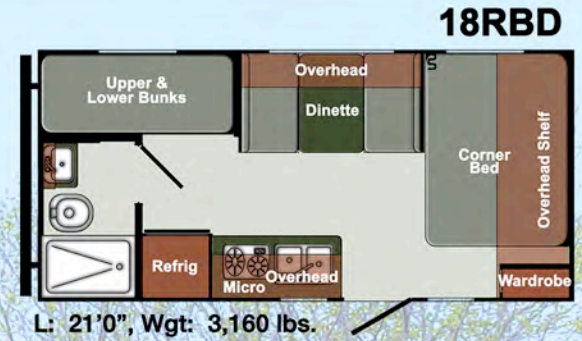 18RBD
Upper &
Lower Bunks
Overhead
Dinette
Corner
Bed
Overhead Shelf
Refrig
Overhead
Micro
Wardrobe
L: 21'0”, Wgt: 3,160 lbs.